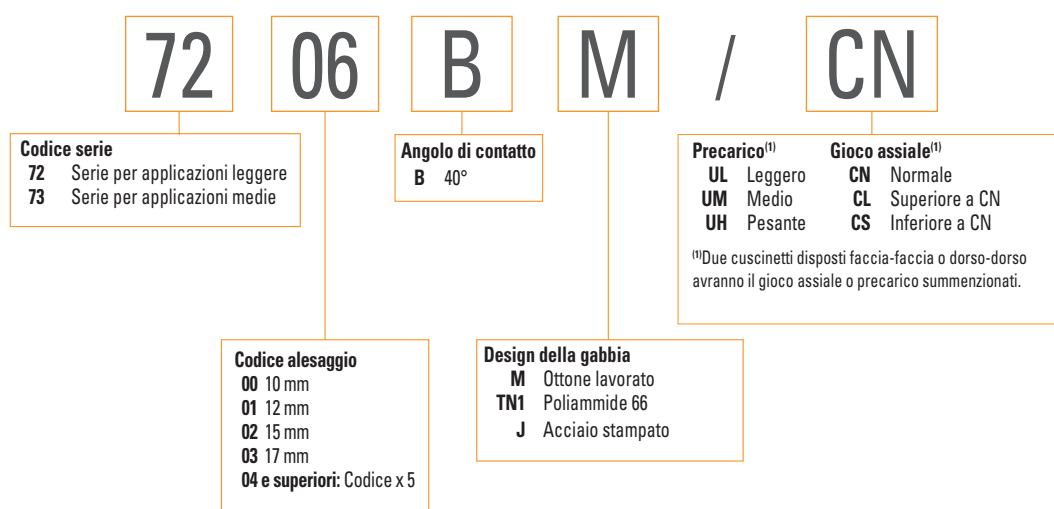 72 06 B M / CN
Codice serie
72 Serie per applicazioni leggere
73 Serie per applicazioni medie
Angolo di contatto
B 40°
Precarico(1) Gioco assiale(1)
UL Leggero CN Normale
UM Medio CL Superiore a CN
UH Pesante CS Inferiore a CN
(1)Due cuscinetti disposti faccia-faccia o dorso-dorso
avranno il gioco assiale o precarico summenzionati.
Codice alesaggio
00 10 mm
01 12 mm
02 15 mm
03 17 mm
04 e superiori: Codice x 5
Design della gabbia
M Ottone lavorato
TN1 Poliammide 66
J Acciaio stampato